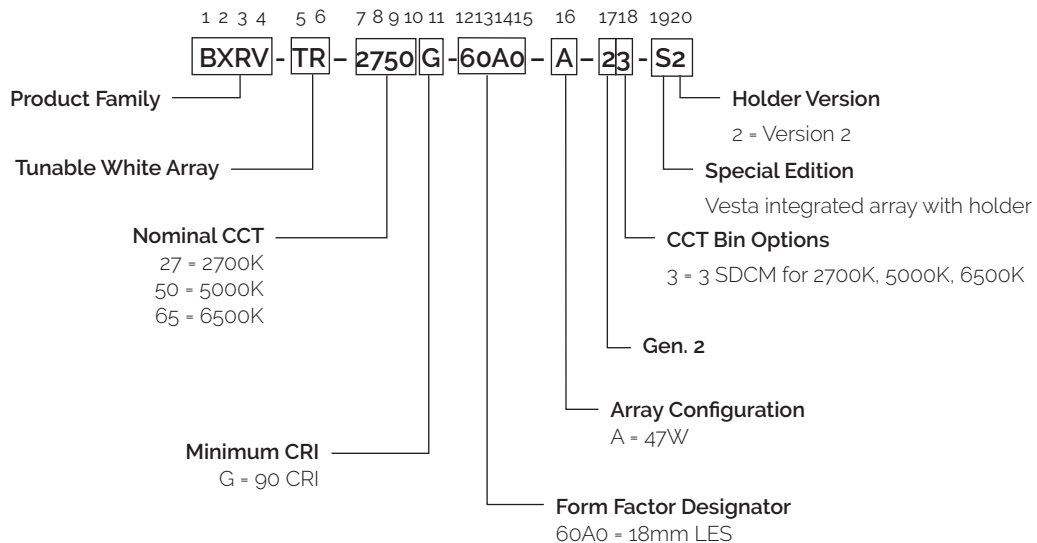 1 2 3 4 5 6 7 8 9 10 11 12131415 16 1718 1920
BXRV - TR – 2750 G -60A0 – A – 23 - S2
Product Family
Holder Version
2 = Version 2
Tunable White Array
Special Edition
Vesta integrated array with holder
Nominal CCT
27 = 2700K
50 = 5000K
65 = 6500K
CCT Bin Options
3 = 3 SDCM for 2700K, 5000K, 6500K
Gen. 2
Array Configuration
A = 47W
Minimum CRI
G = 90 CRI
Form Factor Designator
60A0 = 18mm LES